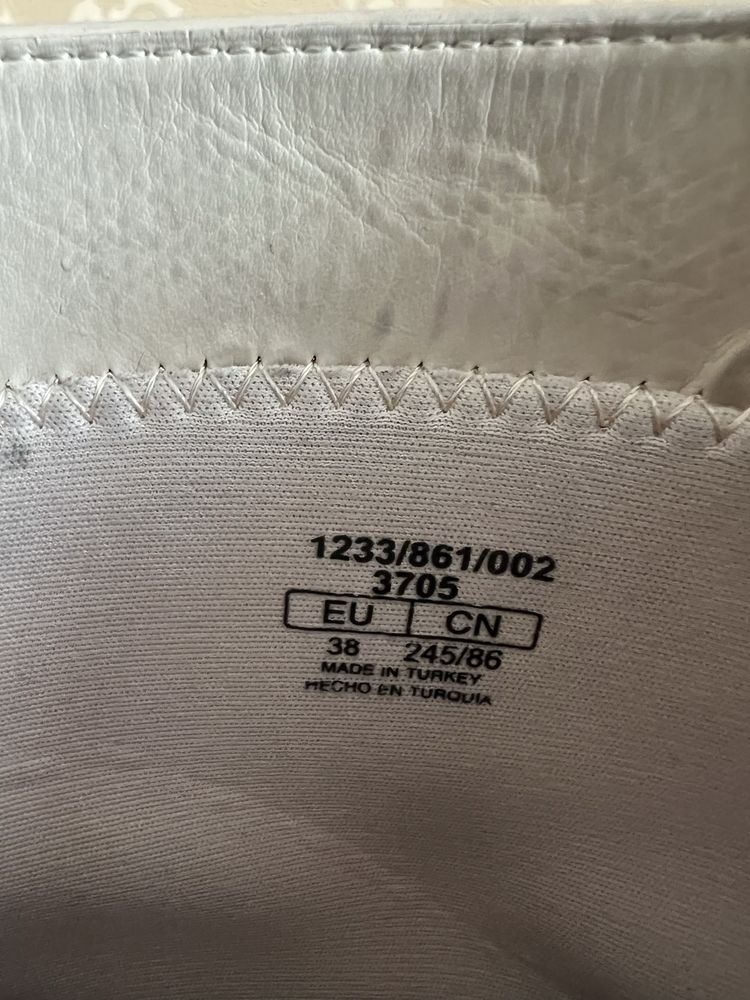 1233/861/002
3705
EU CN
38 245/86
MADE IN TURKEY
HECHO EN TURQUIA